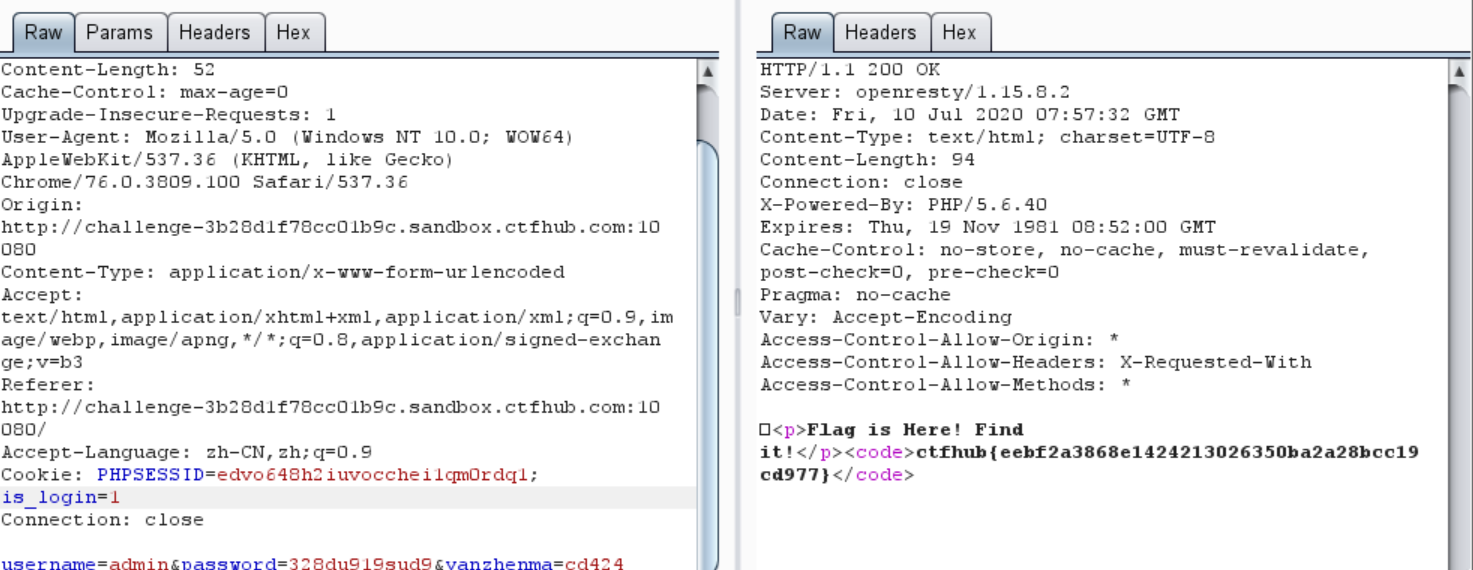 Raw Params Headers Hex
Content-Length: 52
Cache-Control: max-age=0
Upgrade-Insecure-Requests: 1
User-Agent: Mozilla/5.0 (Windows NT 10.0; WOW64)
AppleWebKit/537.36 (KHTML, like Gecko)
Chrome/76.0.3809.100 Safari/537.36
Origin:
http://challenge-3b28d1f78cc01b9c.sandbox.ctfhub.com:10
080
Content-Type: application/x-www-form-urlencoded
Accept:
text/html,application/xhtml+xml,application/xml;q=0.9,im
age/webp,image/apng,*/*;q=0.8,application/signed-exchan
ge;v=b3
Referer:
http://challenge-3b28d1f78cc01b9c.sandbox.ctfhub.com:10
080/
Accept-Language: zh-CN,zh;q=0.9
Cookie: PHPSESSID=edvo648h2iuvocchei1qm0rdq1;
is_login=1
Connection: close
username=admin&password=328du919sud9&yanzhenma=cd424
Raw Headers Hex
HTTP/1.1 200 OK
Server: openresty/1.15.8.2
Date: Fri, 10 Jul 2020 07:57:32 GMT
Content-Type: text/html; charset=UTF-8
Content-Length: 94
Connection: close
X-Powered-By: PHP/5.6.40
Expires: Thu, 19 Nov 1981 08:52:00 GMT
Cache-Control: no-store, no-cache, must-revalidate,
post-check=0, pre-check=0
Pragma: no-cache
Vary: Accept-Encoding
Access-Control-Allow-Origin: *
Access-Control-Allow-Headers: X-Requested-With
Access-Control-Allow-Methods: *
<p>Flag is Here! Find
it!</p><code>ctfhub{eebf2a3868e1424213026350ba2a28bcc19
cd977}</code>